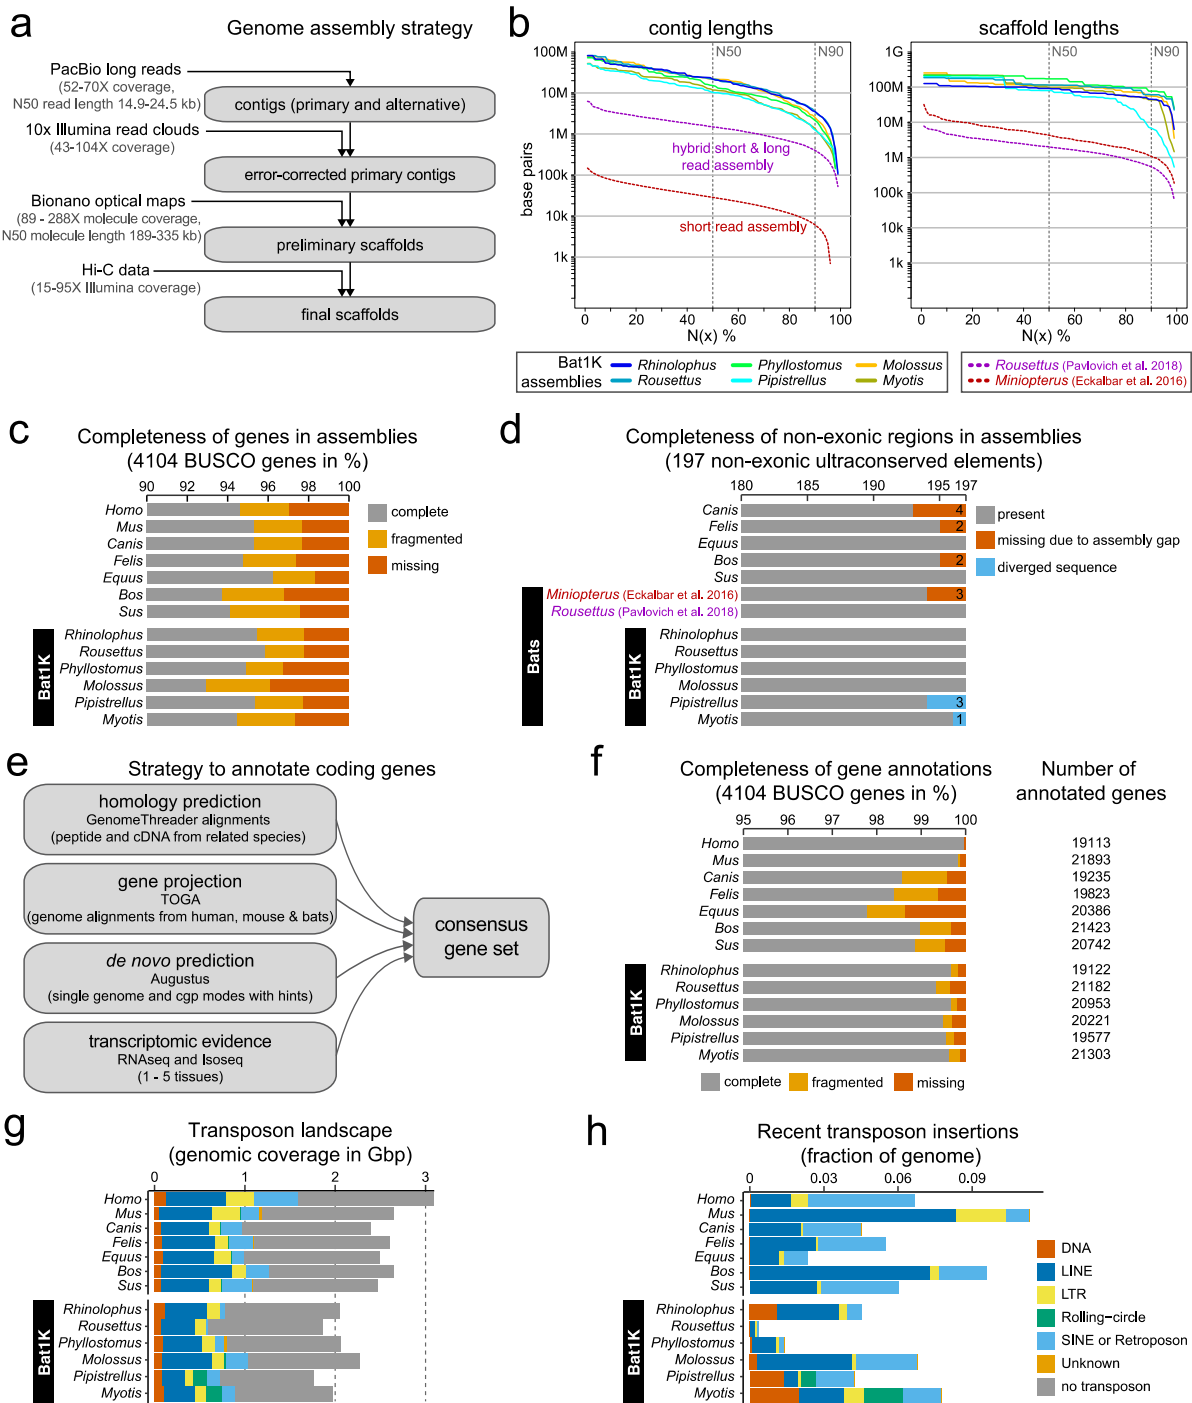 a
Genome assembly strategy
PacBio long reads
(52-70X coverage,
N50 read length 14.9-24.5 kb)
contigs (primary and alternative)
10x Illumina read clouds
(43-104X coverage)
error-corrected primary contigs
Bionano optical maps
(89 - 288X molecule coverage,
N50 molecule length 189-335 kb)
preliminary scaffolds
Hi-C data
(15-95X Illumina coverage)
final scaffolds
b
contig lengths
scaffold lengths
base pairs
100M
10M
1M
100k
10k
1k
N50
N90
hybrid short & long
read assembly
short read assembly
0 20 40 60 80 100
N(x) %
1G
100M
10M
1M
100k
10k
1k
N50
N90
0 20 40 60 80 100
N(x) %
Bat1K
assemblies
Rhinolophus
Phyllostomus
Molossus
Rousettus
Pipistrellus
Myotis
Rousettus (Pavlovich et al. 2018)
Miniopterus (Eckalbar et al. 2016)
c
Completeness of genes in assemblies
(4104 BUSCO genes in %)
90 92 94 96 98 100
Homo
Mus
Canis
Felis
Equus
Bos
Sus
Bat1K
Rhinolophus
Rousettus
Phyllostomus
Molossus
Pipistrellus
Myotis
complete
fragmented
missing
d
Completeness of non-exonic regions in assemblies
(197 non-exonic ultraconserved elements)
180 185 190 195 197
Canis 4
Felis 2
Equus
Bos 2
Sus
Miniopterus (Eckalbar et al. 2016) 3
Rousettus (Pavlovich et al. 2018)
Bats
Bat1K
Rhinolophus
Rousettus
Phyllostomus
Molossus
Pipistrellus 3
Myotis 1
present
missing due to assembly gap
diverged sequence
e
Strategy to annotate coding genes
homology prediction
GenomeThreader alignments
(peptide and cDNA from related species)
gene projection
TOGA
(genome alignments from human, mouse & bats)
de novo prediction
Augustus
(single genome and cgp modes with hints)
transcriptomic evidence
RNAseq and Isoseq
(1 - 5 tissues)
consensus
gene set
f
Completeness of gene annotations
(4104 BUSCO genes in %)
Number of
annotated genes
95 96 97 98 99 100
Homo 19113
Mus 21893
Canis 19235
Felis 19823
Equus 20386
Bos 21423
Sus 20742
Bat1K
Rhinolophus 19122
Rousettus 21182
Phyllostomus 20953
Molossus 20221
Pipistrellus 19577
Myotis 21303
complete
fragmented
missing
g
Transposon landscape
(genomic coverage in Gbp)
0 1 2 3
Homo
Mus
Canis
Felis
Equus
Bos
Sus
Bat1K
Rhinolophus
Rousettus
Phyllostomus
Molossus
Pipistrellus
Myotis
h
Recent transposon insertions
(fraction of genome)
0 0.03 0.06 0.09
Homo
Mus
Canis
Felis
Equus
Bos
Sus
Bat1K
Rhinolophus
Rousettus
Phyllostomus
Molossus
Pipistrellus
Myotis
DNA
LINE
LTR
Rolling-circle
SINE or Retroposon
Unknown
no transposon